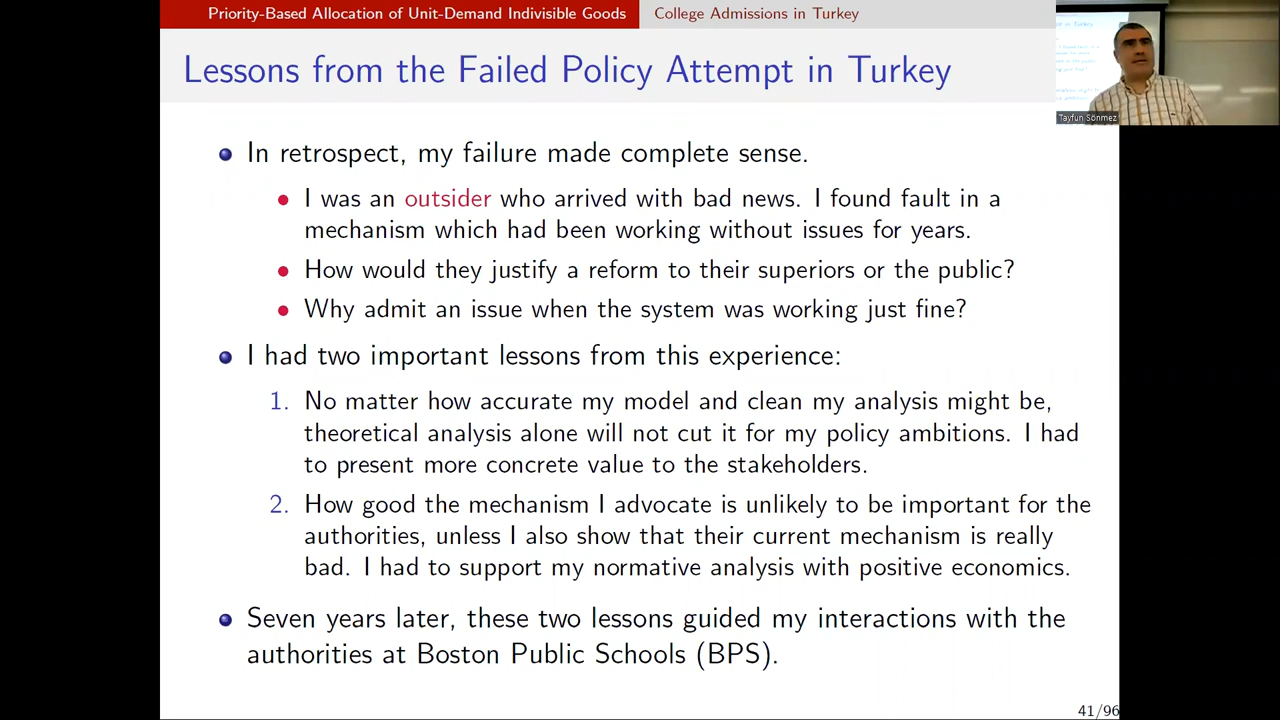 Priority-Based Allocation of Unit-Demand Indivisible Goods College Admissions in Turkey
Lessons from the Failed Policy Attempt in Turkey
Tayfun Sönmez
In retrospect, my failure made complete sense.
I was an outsider who arrived with bad news. I found fault in a
mechanism which had been working without issues for years.
How would they justify a reform to their superiors or the public?
Why admit an issue when the system was working just fine?
I had two important lessons from this experience:
1. No matter how accurate my model and clean my analysis might be,
theoretical analysis alone will not cut it for my policy ambitions. I had
to present more concrete value to the stakeholders.
2. How good the mechanism I advocate is unlikely to be important for the
authorities, unless I also show that their current mechanism is really
bad. I had to support my normative analysis with positive economics.
Seven years later, these two lessons guided my interactions with the
authorities at Boston Public Schools (BPS).
41/96